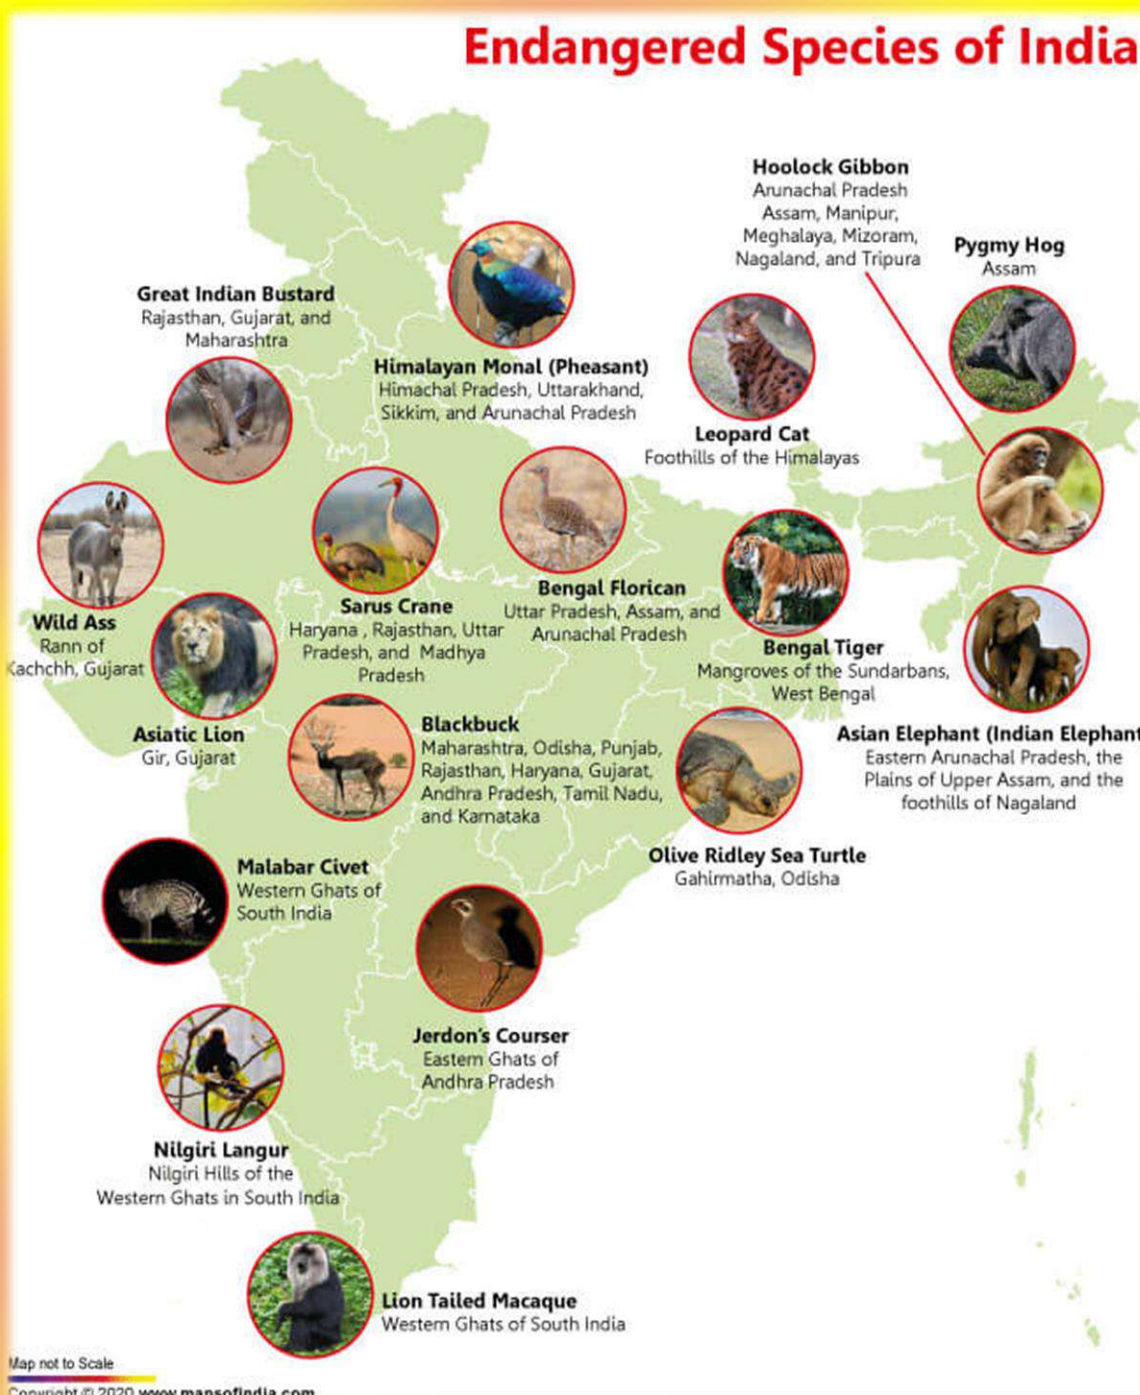 Endangered Species of India
Hoolock Gibbon
Arunachal Pradesh
Assam, Manipur,
Meghalaya, Mizoram,
Nagaland, and Tripura
Pygmy Hog
Assam
Great Indian Bustard
Rajasthan, Gujarat, and
Maharashtra
Himalayan Monal (Pheasant)
Himachal Pradesh, Uttarakhand,
Sikkim, and Arunachal Pradesh
Leopard Cat
Foothills of the Himalayas
Wild Ass
Rann of
Kachchh, Gujarat
Sarus Crane
Haryana , Rajasthan, Uttar
Pradesh, and Madhya
Pradesh
Bengal Florican
Uttar Pradesh, Assam, and
Arunachal Pradesh
Bengal Tiger
Mangroves of the Sundarbans,
West Bengal
Asiatic Lion
Gir, Gujarat
Blackbuck
Maharashtra, Odisha, Punjab,
Rajasthan, Haryana, Gujarat,
Andhra Pradesh, Tamil Nadu,
and Karnataka
Asian Elephant (Indian Elephant
Eastern Arunachal Pradesh, the
Plains of Upper Assam, and the
foothills of Nagaland
Olive Ridley Sea Turtle
Gahirmatha, Odisha
Malabar Civet
Western Ghats of
South India
Jerdon's Courser
Eastern Ghats of
Andhra Pradesh
Nilgiri Langur
Nilgiri Hills of the
Western Ghats in South India
Lion Tailed Macaque
Western Ghats of South India
Map not to Scale
Copyright © 2020 www.mapsofindia.com